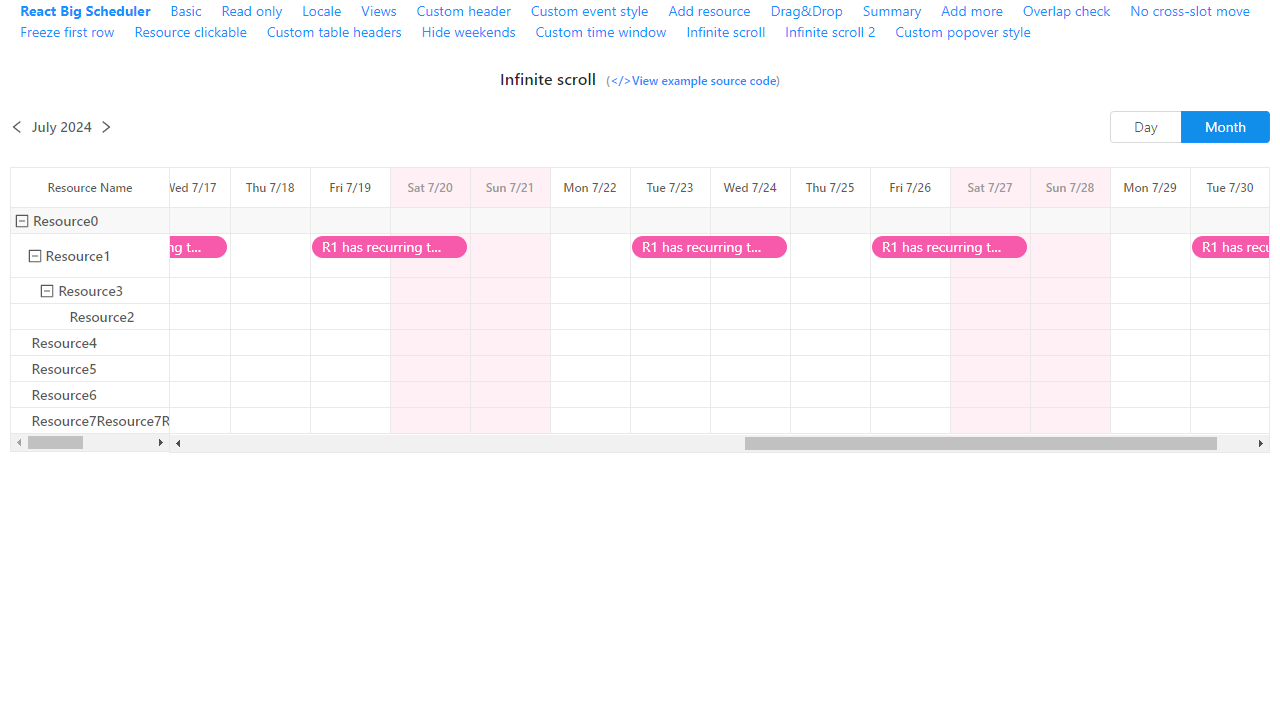 React Big Scheduler Basic Read only Locale Views Custom header Custom event style Add resource Drag&Drop Summary Add more Overlap check No cross-slot move
Freeze first row Resource clickable Custom table headers Hide weekends Custom time window Infinite scroll Infinite scroll 2 Custom popover style
Infinite scroll (</>View example source code)
July 2024 Day Month
Resource Name Wed 7/17 Thu 7/18 Fri 7/19 Sat 7/20 Sun 7/21 Mon 7/22 Tue 7/23 Wed 7/24 Thu 7/25 Fri 7/26 Sat 7/27 Sun 7/28 Mon 7/29 Tue 7/30
Resource0
ng t... R1 has recurring t... R1 has recurring t... R1 has recurring t... R1 has recu
Resource1
Resource3
Resource2
Resource4
Resource5
Resource6
Resource7Resource7R